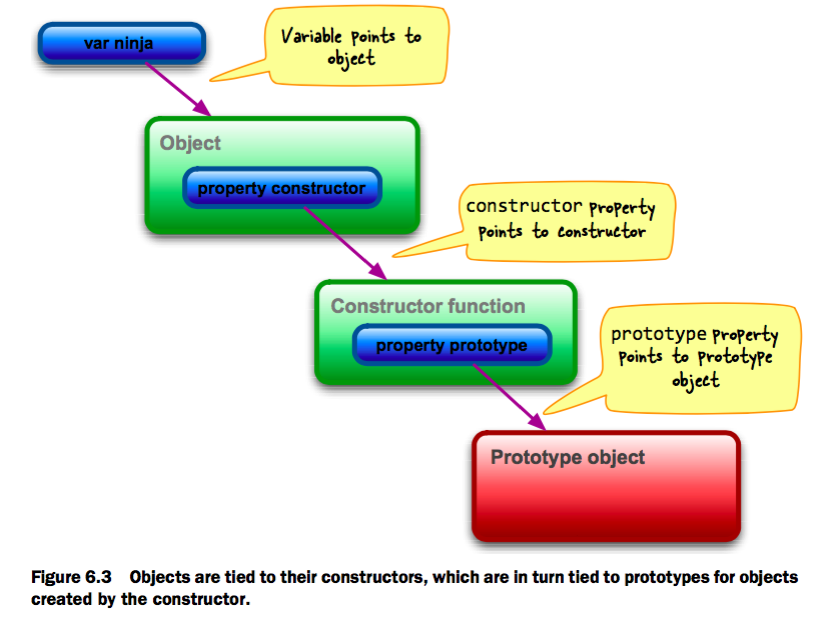 var ninja
Variable points to
object
Object
property constructor
constructor property
points to constructor
Constructor function
property prototype
prototype property
points to prototype
object
Prototype object
Figure 6.3 Objects are tied to their constructors, which are in turn tied to prototypes for objects
created by the constructor.